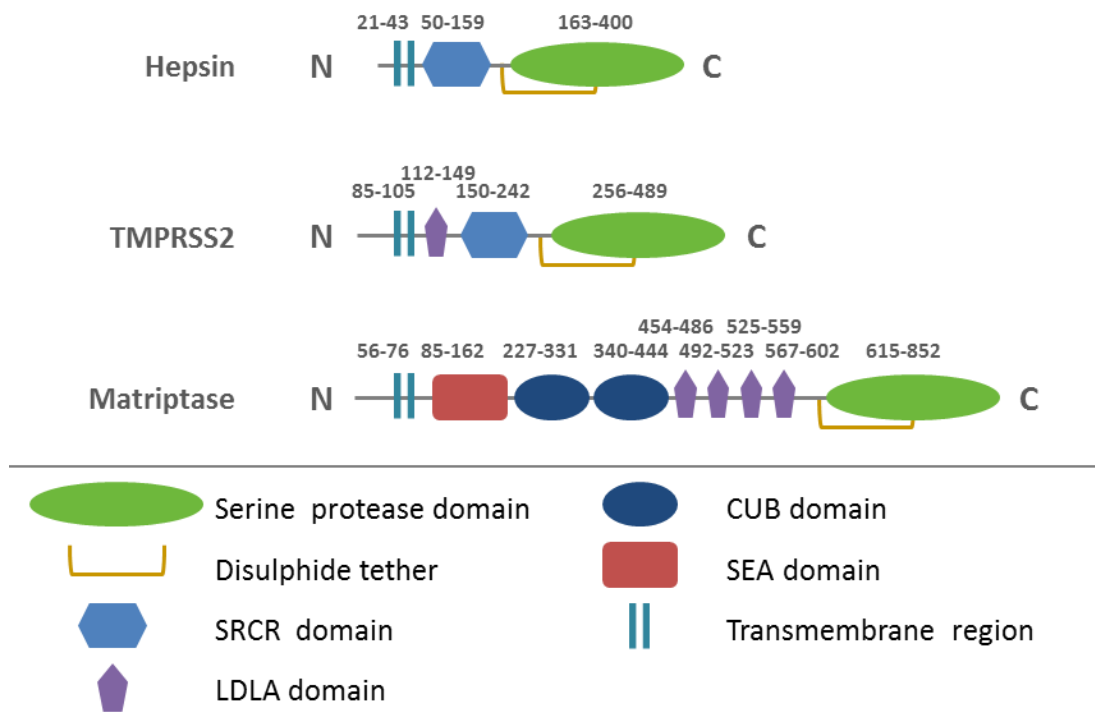 21-43 50-159 163-400
Hepsin N C
112-149
85-105 150-242 256-489
TMPRSS2 N C
454-486 525-559
56-76 85-162 227-331 340-444 492-523 567-602 615-852
Matriptase N C
Serine protease domain CUB domain
Disulphide tether SEA domain
SRCR domain Transmembrane region
LDLA domain